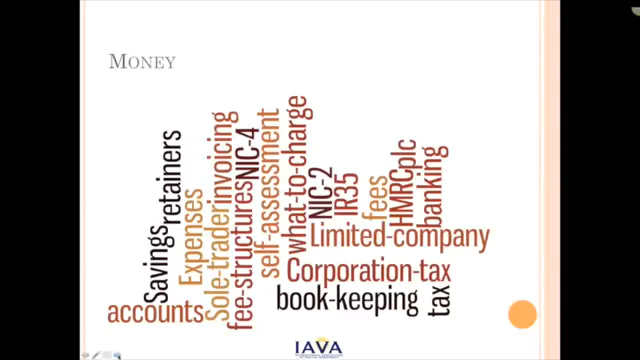 MONEY
Savings
retainers
Expenses
Sole-trader
invoicing
fee-structures
NIC-4
self-assessment
what-to-charge
NIC-2
IR35
fees
HMRC
plc
banking
Limited-company
Corporation-tax
book-keeping
tax
accounts
IAVA